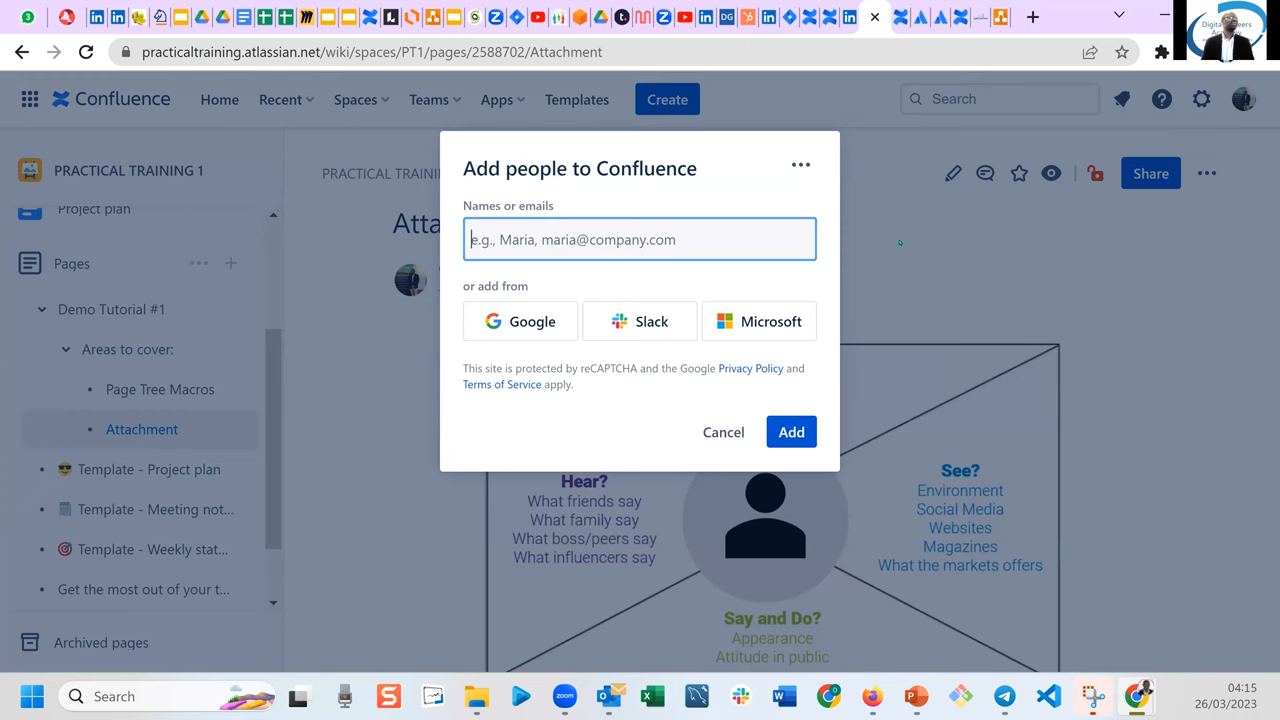 practicaltraining.atlassian.net/wiki/spaces/PT1/pages/2588702/Attachment
Confluence
Home
Recent
Spaces
Teams
Apps
Templates
Create
Search
PRACTICAL TRAINING 1
Project plan
Pages
Demo Tutorial #1
Areas to cover:
Page Tree Macros
Attachment
Template - Project plan
Template - Meeting not...
Template - Weekly stat...
Get the most out of your t...
Archived pages
PRACTICAL TRAINI
Share
Atta
Add people to Confluence
Names or emails
e.g., Maria, maria@company.com
or add from
Google
Slack
Microsoft
This site is protected by reCAPTCHA and the Google Privacy Policy and
Terms of Service apply.
Cancel
Add
Hear?
What friends say
What family say
What boss/peers say
What influencers say
See?
Environment
Social Media
Websites
Magazines
What the markets offers
Say and Do?
Appearance
Attitude in public
Search
zoom
04:15
26/03/2023